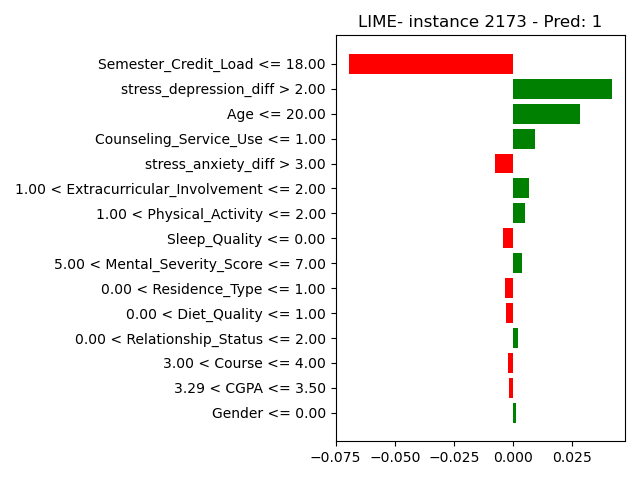 LIME- instance 2173 - Pred: 1
Semester_Credit_Load <= 18.00
stress_depression_diff > 2.00
Age <= 20.00
Counseling_Service_Use <= 1.00
stress_anxiety_diff > 3.00
1.00 < Extracurricular_Involvement <= 2.00
1.00 < Physical_Activity <= 2.00
Sleep_Quality <= 0.00
5.00 < Mental_Severity_Score <= 7.00
0.00 < Residence_Type <= 1.00
0.00 < Diet_Quality <= 1.00
0.00 < Relationship_Status <= 2.00
3.00 < Course <= 4.00
3.29 < CGPA <= 3.50
Gender <= 0.00
−0.075 −0.050 −0.025 0.000 0.025